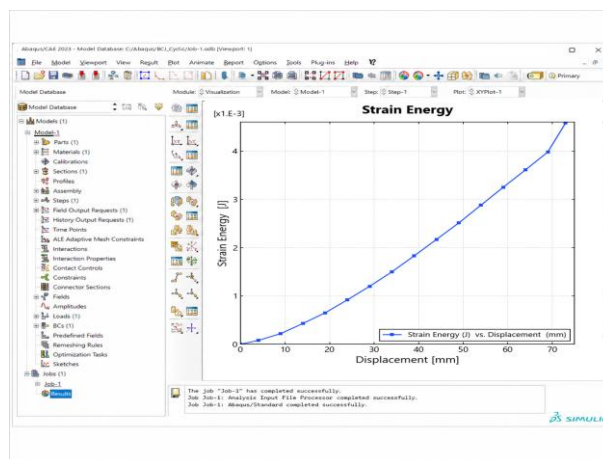 Abaqus/CAE 2023 - Model Database: C:/Abaqus/BCJ_Cyclic/Job-1.odb [Viewport: 1]
File Model Viewport View Result Plot Animate Report Options Tools Plug-ins Help
Primary
Model Database Module: Visualization Model: Model-1 Step: Step-1 Plot: XYPlot-1
Model Database
Models (1)
Model-1
Parts (1)
Materials (1)
Calibrations
Sections (1)
Profiles
Assembly
Steps (1)
Field Output Requests (1)
History Output Requests (1)
Time Points
ALE Adaptive Mesh Constraints
Interactions
Interaction Properties
Contact Controls
Constraints
Connector Sections
Fields
Amplitudes
Loads (1)
BCs (1)
Predefined Fields
Remeshing Rules
Optimization Tasks
Sketches
Jobs (1)
Job-1
Results
[x1.E-3] Strain Energy
Strain Energy [J]
4
3
2
1
0
0 10 20 30 40 50 60 70
Strain Energy (J) vs. Displacement (mm)
Displacement [mm]
The job "Job-1" has completed successfully.
Job Job-1: Analysis Input File Processor completed successfully.
Job Job-1: Abaqus/Standard completed successfully.
SIMULIA